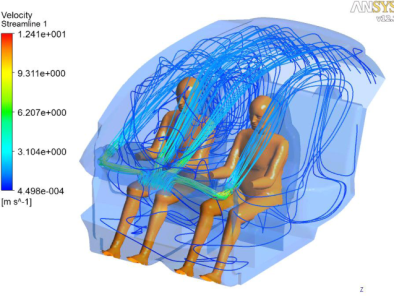 ANSYS
Velocity
Streamline 1
1.241e+001
9.311e+000
6.207e+000
3.104e+000
4.498e-004
[m s^-1]
Z